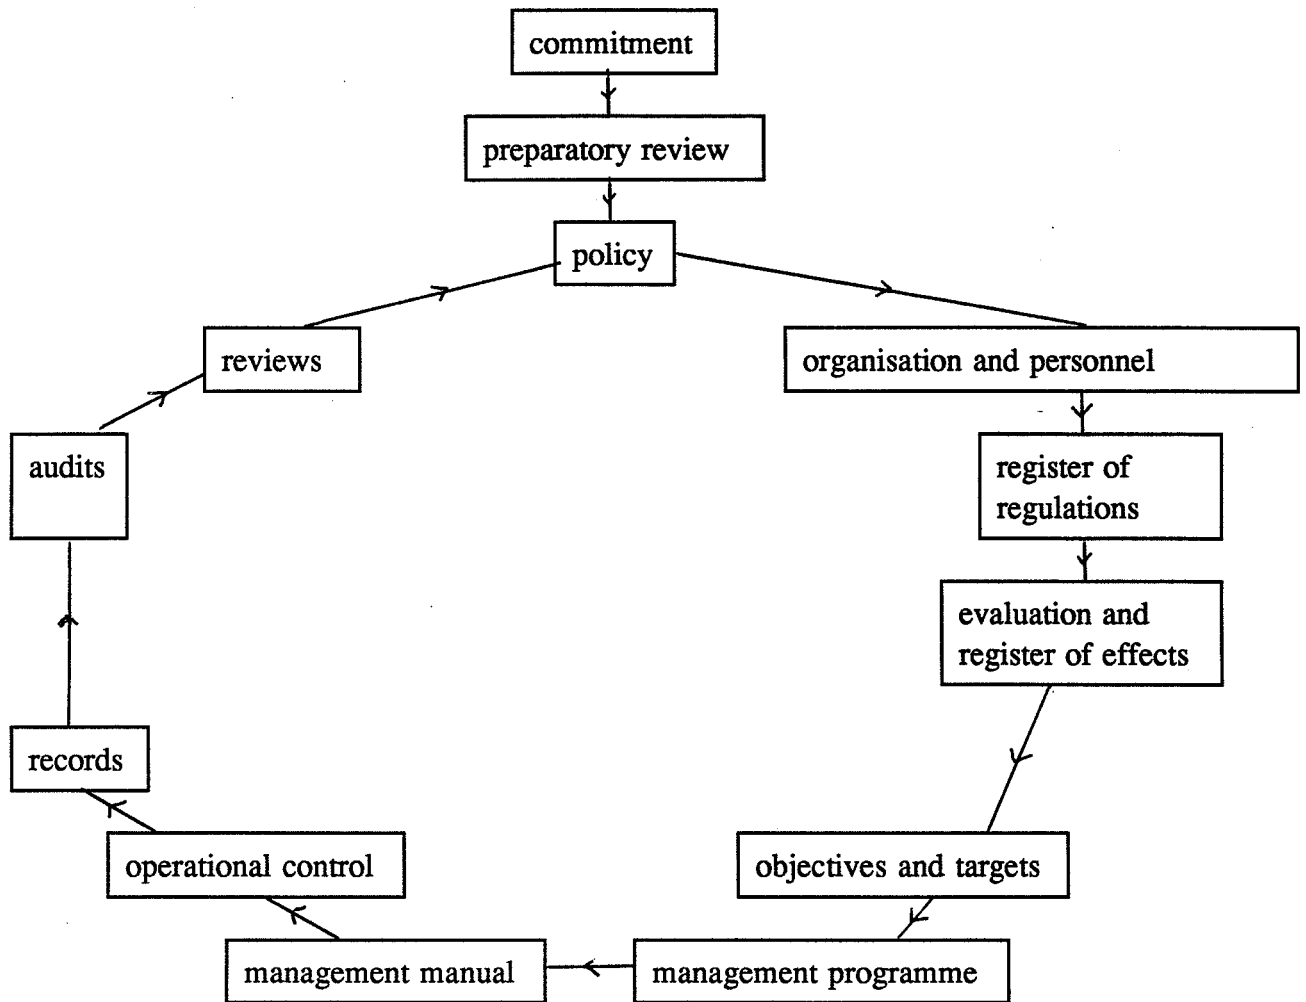 commitment
preparatory review
policy
reviews
organisation and personnel
audits
register of
regulations
evaluation and
register of effects
records
operational control
objectives and targets
management manual
management programme